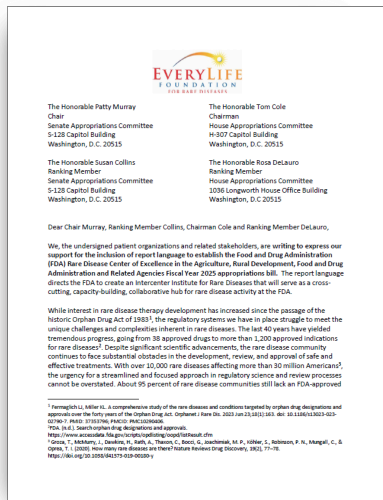 EVERYLIFE
FOUNDATION
FOR RARE DISEASES
The Honorable Patty Murray
Chair
Senate Appropriations Committee
S-128 Capitol Building
Washington, D.C. 20515
The Honorable Tom Cole
Chairman
House Appropriations Committee
H-307 Capitol Building
Washington, D.C. 20515
The Honorable Susan Collins
Ranking Member
Senate Appropriations Committee
S-128 Capitol Building
Washington, D.C. 20515
The Honorable Rosa DeLauro
Ranking Member
House Appropriations Committee
1036 Longworth House Office Building
Washington, D.C. 20515
Dear Chair Murray, Ranking Member Collins, Chairman Cole and Ranking Member DeLauro,
We, the undersigned patient organizations and related stakeholders, are writing to express our
support for the inclusion of report language to establish the Food and Drug Administration
(FDA) Rare Disease Center of Excellence in the Agriculture, Rural Development, Food and Drug
Administration and Related Agencies Fiscal Year 2025 appropriations bill. The report language
directs the FDA to create an Intercenter Institute for Rare Diseases that will serve as a cross-
cutting, capacity-building, collaborative hub for rare disease activity at the FDA.
While interest in rare disease therapy development has increased since the passage of the
historic Orphan Drug Act of 1983¹, the regulatory systems we have in place struggle to meet the
unique challenges and complexities inherent in rare diseases. The last 40 years have yielded
tremendous progress, going from 38 approved drugs to more than 1,200 approved indications
for rare diseases². Despite significant scientific advancements, the rare disease community
continues to face substantial obstacles in the development, review, and approval of safe and
effective treatments. With over 10,000 rare diseases affecting more than 30 million Americans³,
the urgency for a streamlined and focused approach in regulatory science and review processes
cannot be overstated. About 95 percent of rare disease communities still lack an FDA-approved
¹ Fermaglich LJ, Miller KL. A comprehensive study of the rare diseases and conditions targeted by orphan drug designations and
approvals over the forty years of the Orphan Drug Act. Orphanet J Rare Dis. 2023 Jun 23;18(1):163. doi: 10.1186/s13023-023-
02790-7. PMID: 37353796; PMCID: PMC10290406.
²FDA. (n.d.). Search orphan drug designations and approvals.
https://www.accessdata.fda.gov/scripts/opdlisting/oopd/listResult.cfm
³ Groza, T., McMurry, J., Dawkins, H., Rath, A., Thaxon, C., Bocci, G., Joachimiak, M. P., Köhler, S., Robinson, P. N., Mungall, C., &
Oprea, T. I. (2020). How many rare diseases are there? Nature Reviews Drug Discovery, 19(2), 77–78.
https://doi.org/10.1038/d41573-019-00180-y